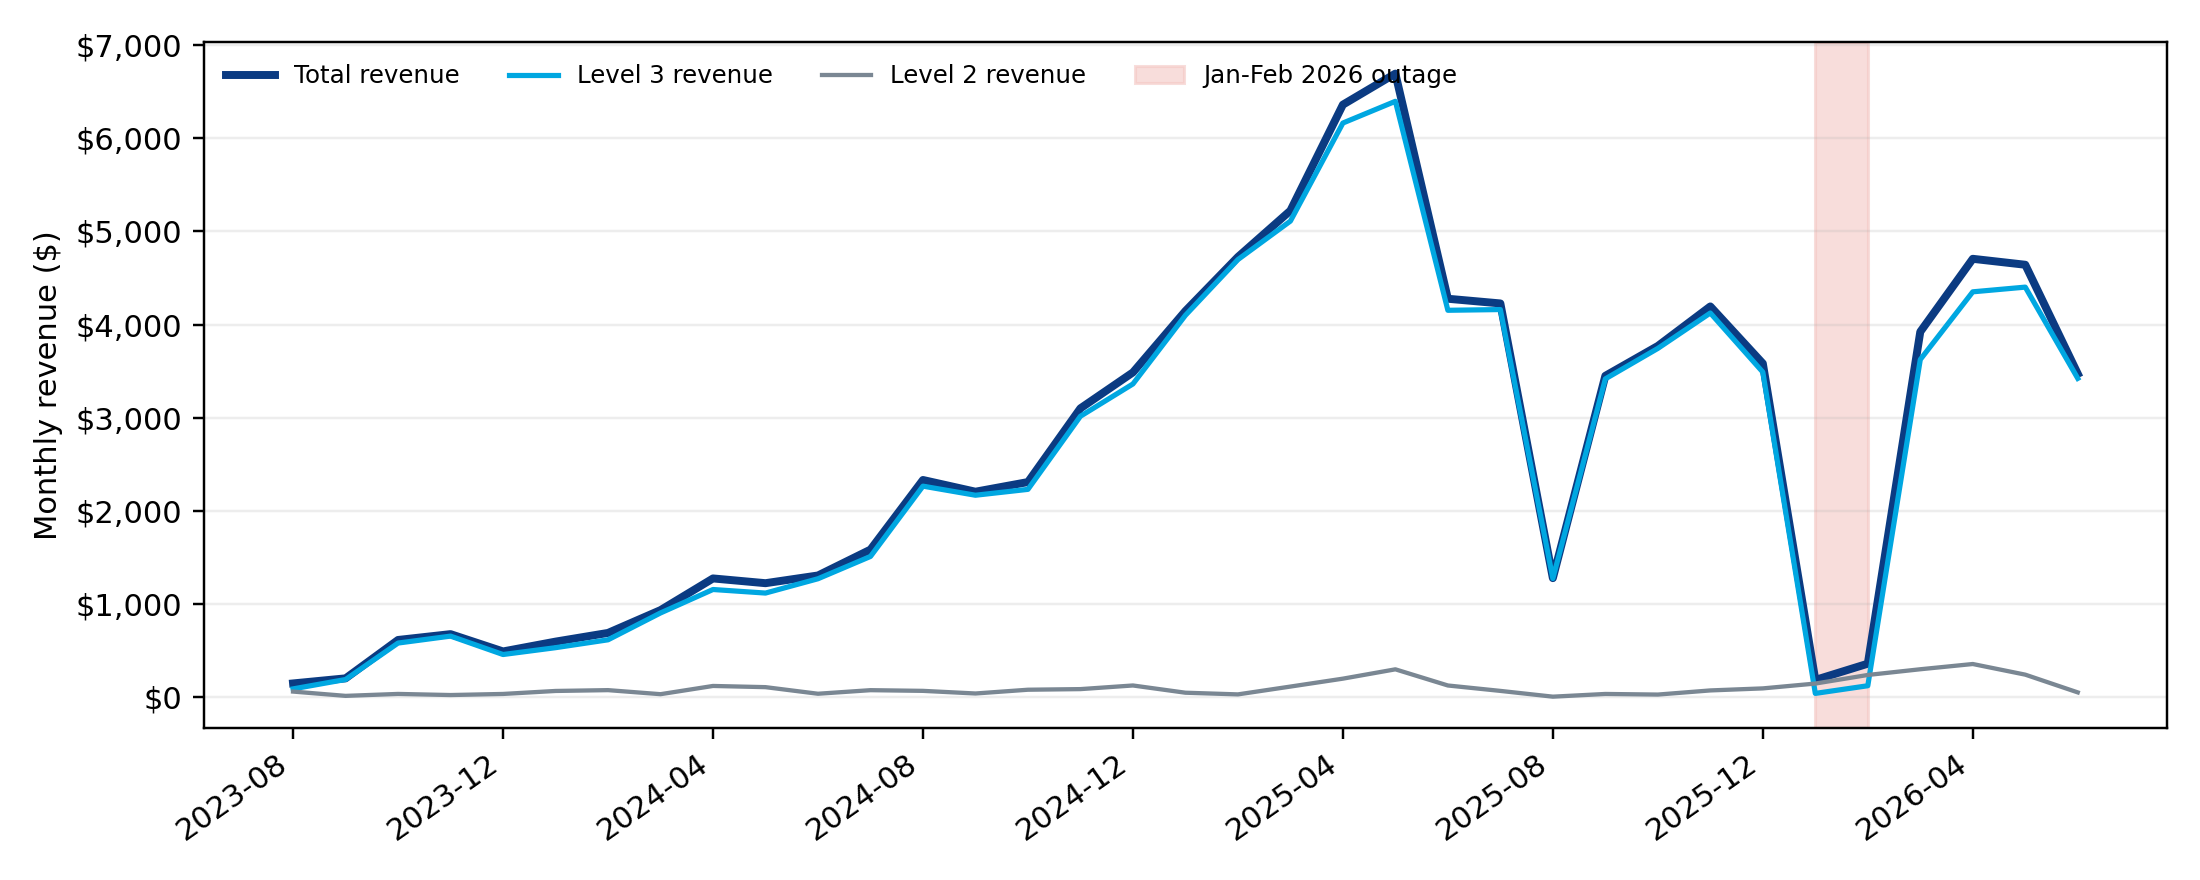 $7,000
Total revenue Level 3 revenue Level 2 revenue Jan-Feb 2026 outage
$6,000
$5,000
$4,000
$3,000
$2,000
$1,000
$0
Monthly revenue ($)
2023-08 2023-12 2024-04 2024-08 2024-12 2025-04 2025-08 2025-12 2026-04